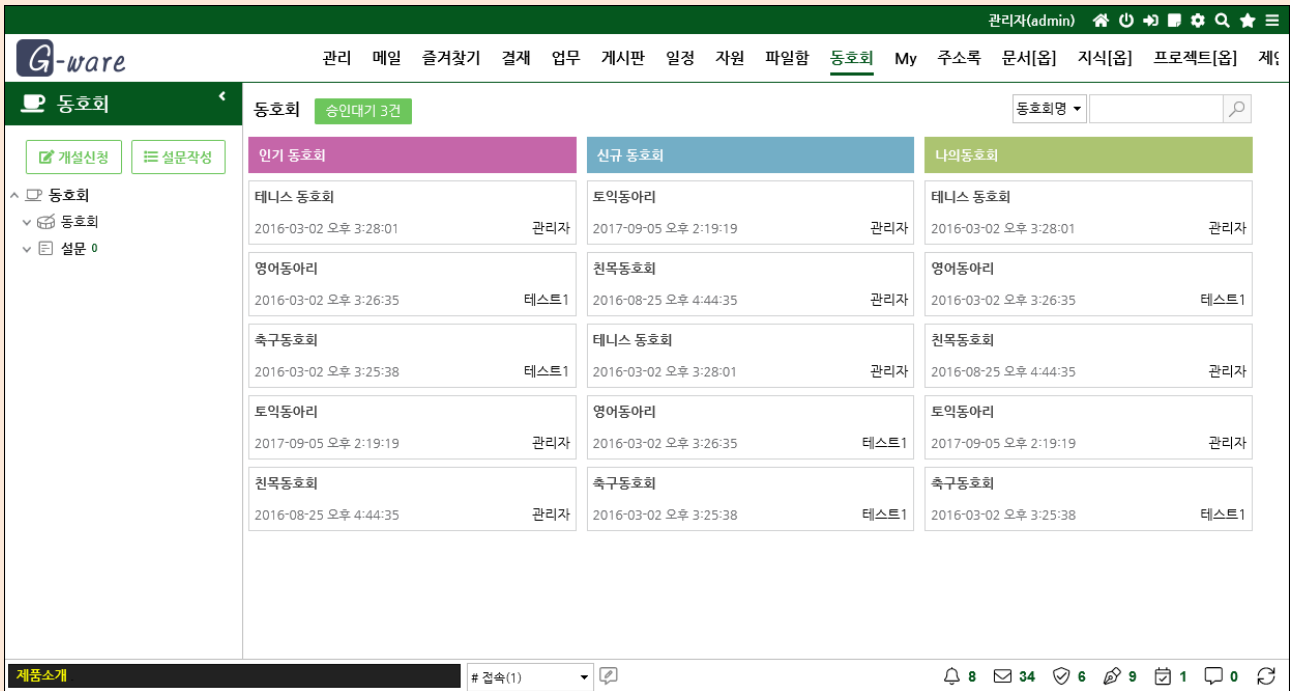 관리자(admin)
G-ware
관리 메일 즐겨찾기 결재 업무 게시판 일정 자원 파일함 동호회 My 주소록 문서[옵] 지식[옵] 프로젝트[옵]
동호회
동호회 승인대기 3건 동호회명
개설신청 설문작성
동호회
동호회
설문 0
인기 동호회
테니스 동호회
2016-03-02 오후 3:28:01 관리자
영어동아리
2016-03-02 오후 3:26:35 테스트1
축구동호회
2016-03-02 오후 3:25:38 테스트1
토익동아리
2017-09-05 오후 2:19:19 관리자
친목동호회
2016-08-25 오후 4:44:35 관리자
신규 동호회
토익동아리
2017-09-05 오후 2:19:19 관리자
친목동호회
2016-08-25 오후 4:44:35 관리자
테니스 동호회
2016-03-02 오후 3:28:01 관리자
영어동아리
2016-03-02 오후 3:26:35 테스트1
축구동호회
2016-03-02 오후 3:25:38 테스트1
나의동호회
테니스 동호회
2016-03-02 오후 3:28:01 관리자
영어동아리
2016-03-02 오후 3:26:35 테스트1
친목동호회
2016-08-25 오후 4:44:35 관리자
토익동아리
2017-09-05 오후 2:19:19 관리자
축구동호회
2016-03-02 오후 3:25:38 테스트1
제품소개 # 접속(1) 8 34 6 9 1 0